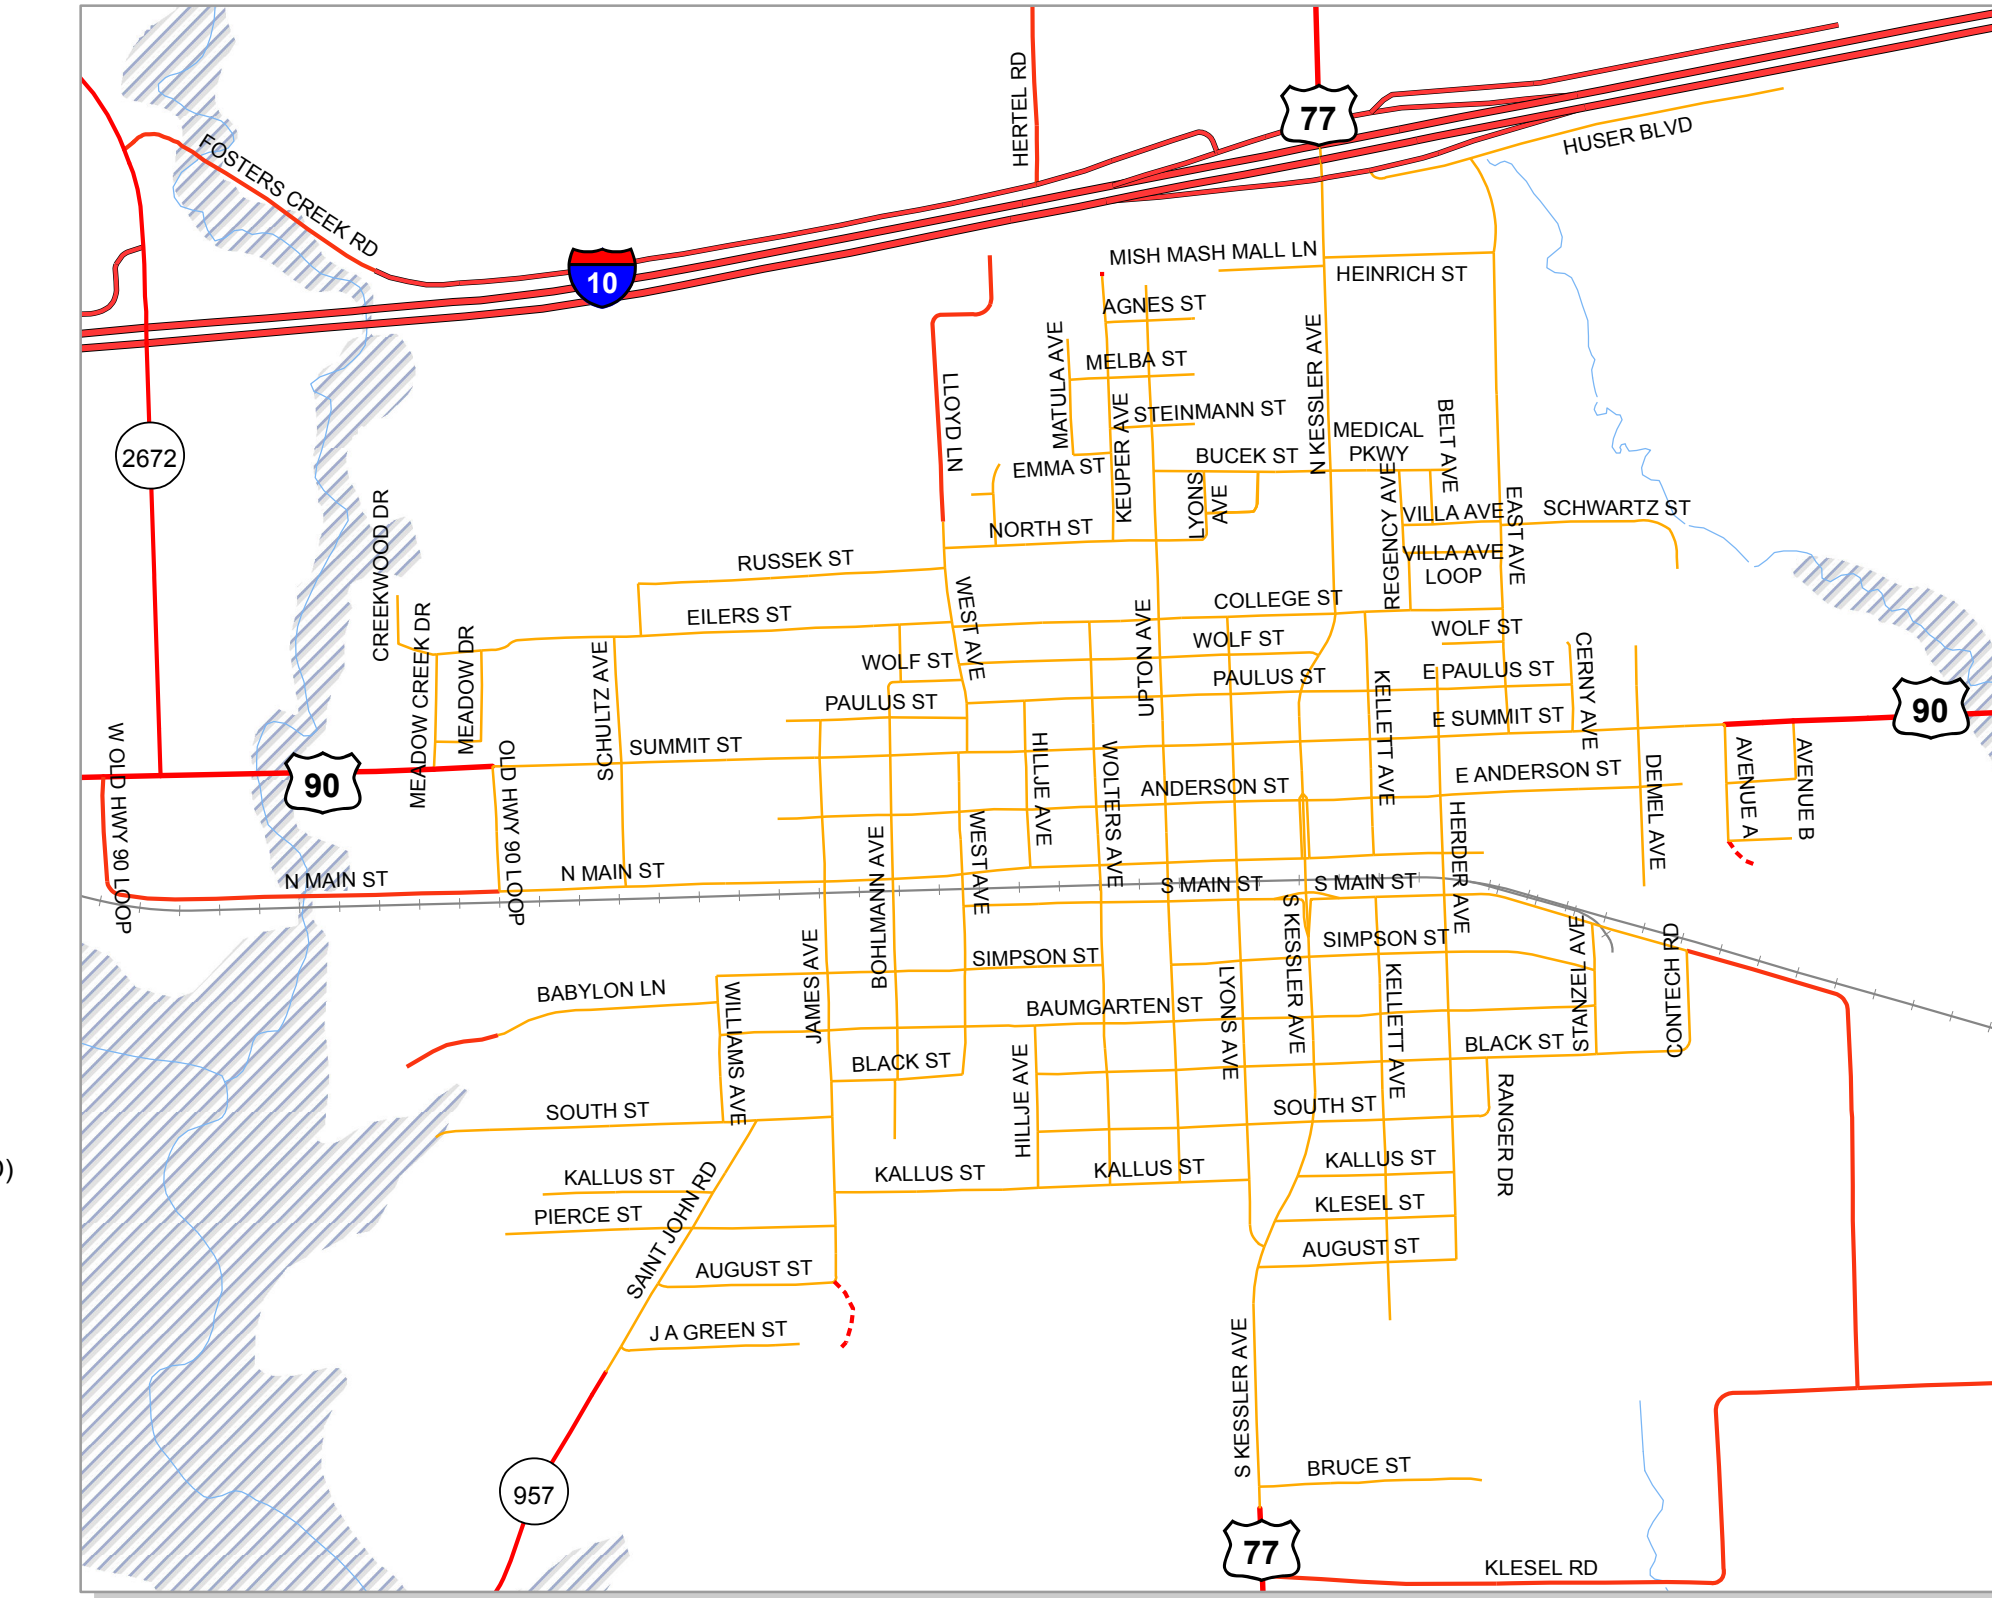 HERTEL RD
77
HUSER BLVD
FOSTERS CREEK RD
MISH MASH MALL LN
HEINRICH ST
10
AGNES ST
MATULA AVE
MELBA ST
N KESSLER AVE
LLOYD LN
KEUPER AVE
STEINMANN ST
BELT AVE
MEDICAL
PKWY
2672
BUCEK ST
EMMA ST
LYONS
AVE
REGENCY AVE
VILLA AVE
EAST AVE
SCHWARTZ ST
CREEKWOOD DR
NORTH ST
RUSSEK ST
VILLA AVE
LOOP
WEST AVE
COLLEGE ST
EILERS ST
MEADOW CREEK DR
MEADOW DR
SCHULTZ AVE
UPTON AVE
WOLF ST
WOLF ST
WOLF ST
CERNY AVE
E PAULUS ST
PAULUS ST
KELLETT AVE
PAULUS ST
90
E SUMMIT ST
W OLD HWY 90 LOOP
OLD HWY 90 LOOP
SUMMIT ST
HILLJE AVE
WOLTERS AVE
DEMEL AVE
AVENUE A
AVENUE B
90
ANDERSON ST
E ANDERSON ST
HERDER AVE
WEST AVE
BOHLMANN AVE
N MAIN ST
N MAIN ST
S MAIN ST
S MAIN ST
S KESSLER AVE
STANZEL AVE
CONTECH RD
SIMPSON ST
SIMPSON ST
JAMES AVE
BABYLON LN
WILLIAMS AVE
LYONS AVE
KELLETT AVE
BAUMGARTEN ST
BLACK ST
BLACK ST
HILLJE AVE
RANGER DR
SOUTH ST
SOUTH ST
KALLUS ST
KALLUS ST
KALLUS ST
KALLUS ST
SAINT JOHN RD
PIERCE ST
KLESEL ST
AUGUST ST
AUGUST ST
J A GREEN ST
S KESSLER AVE
BRUCE ST
957
77
KLESEL RD